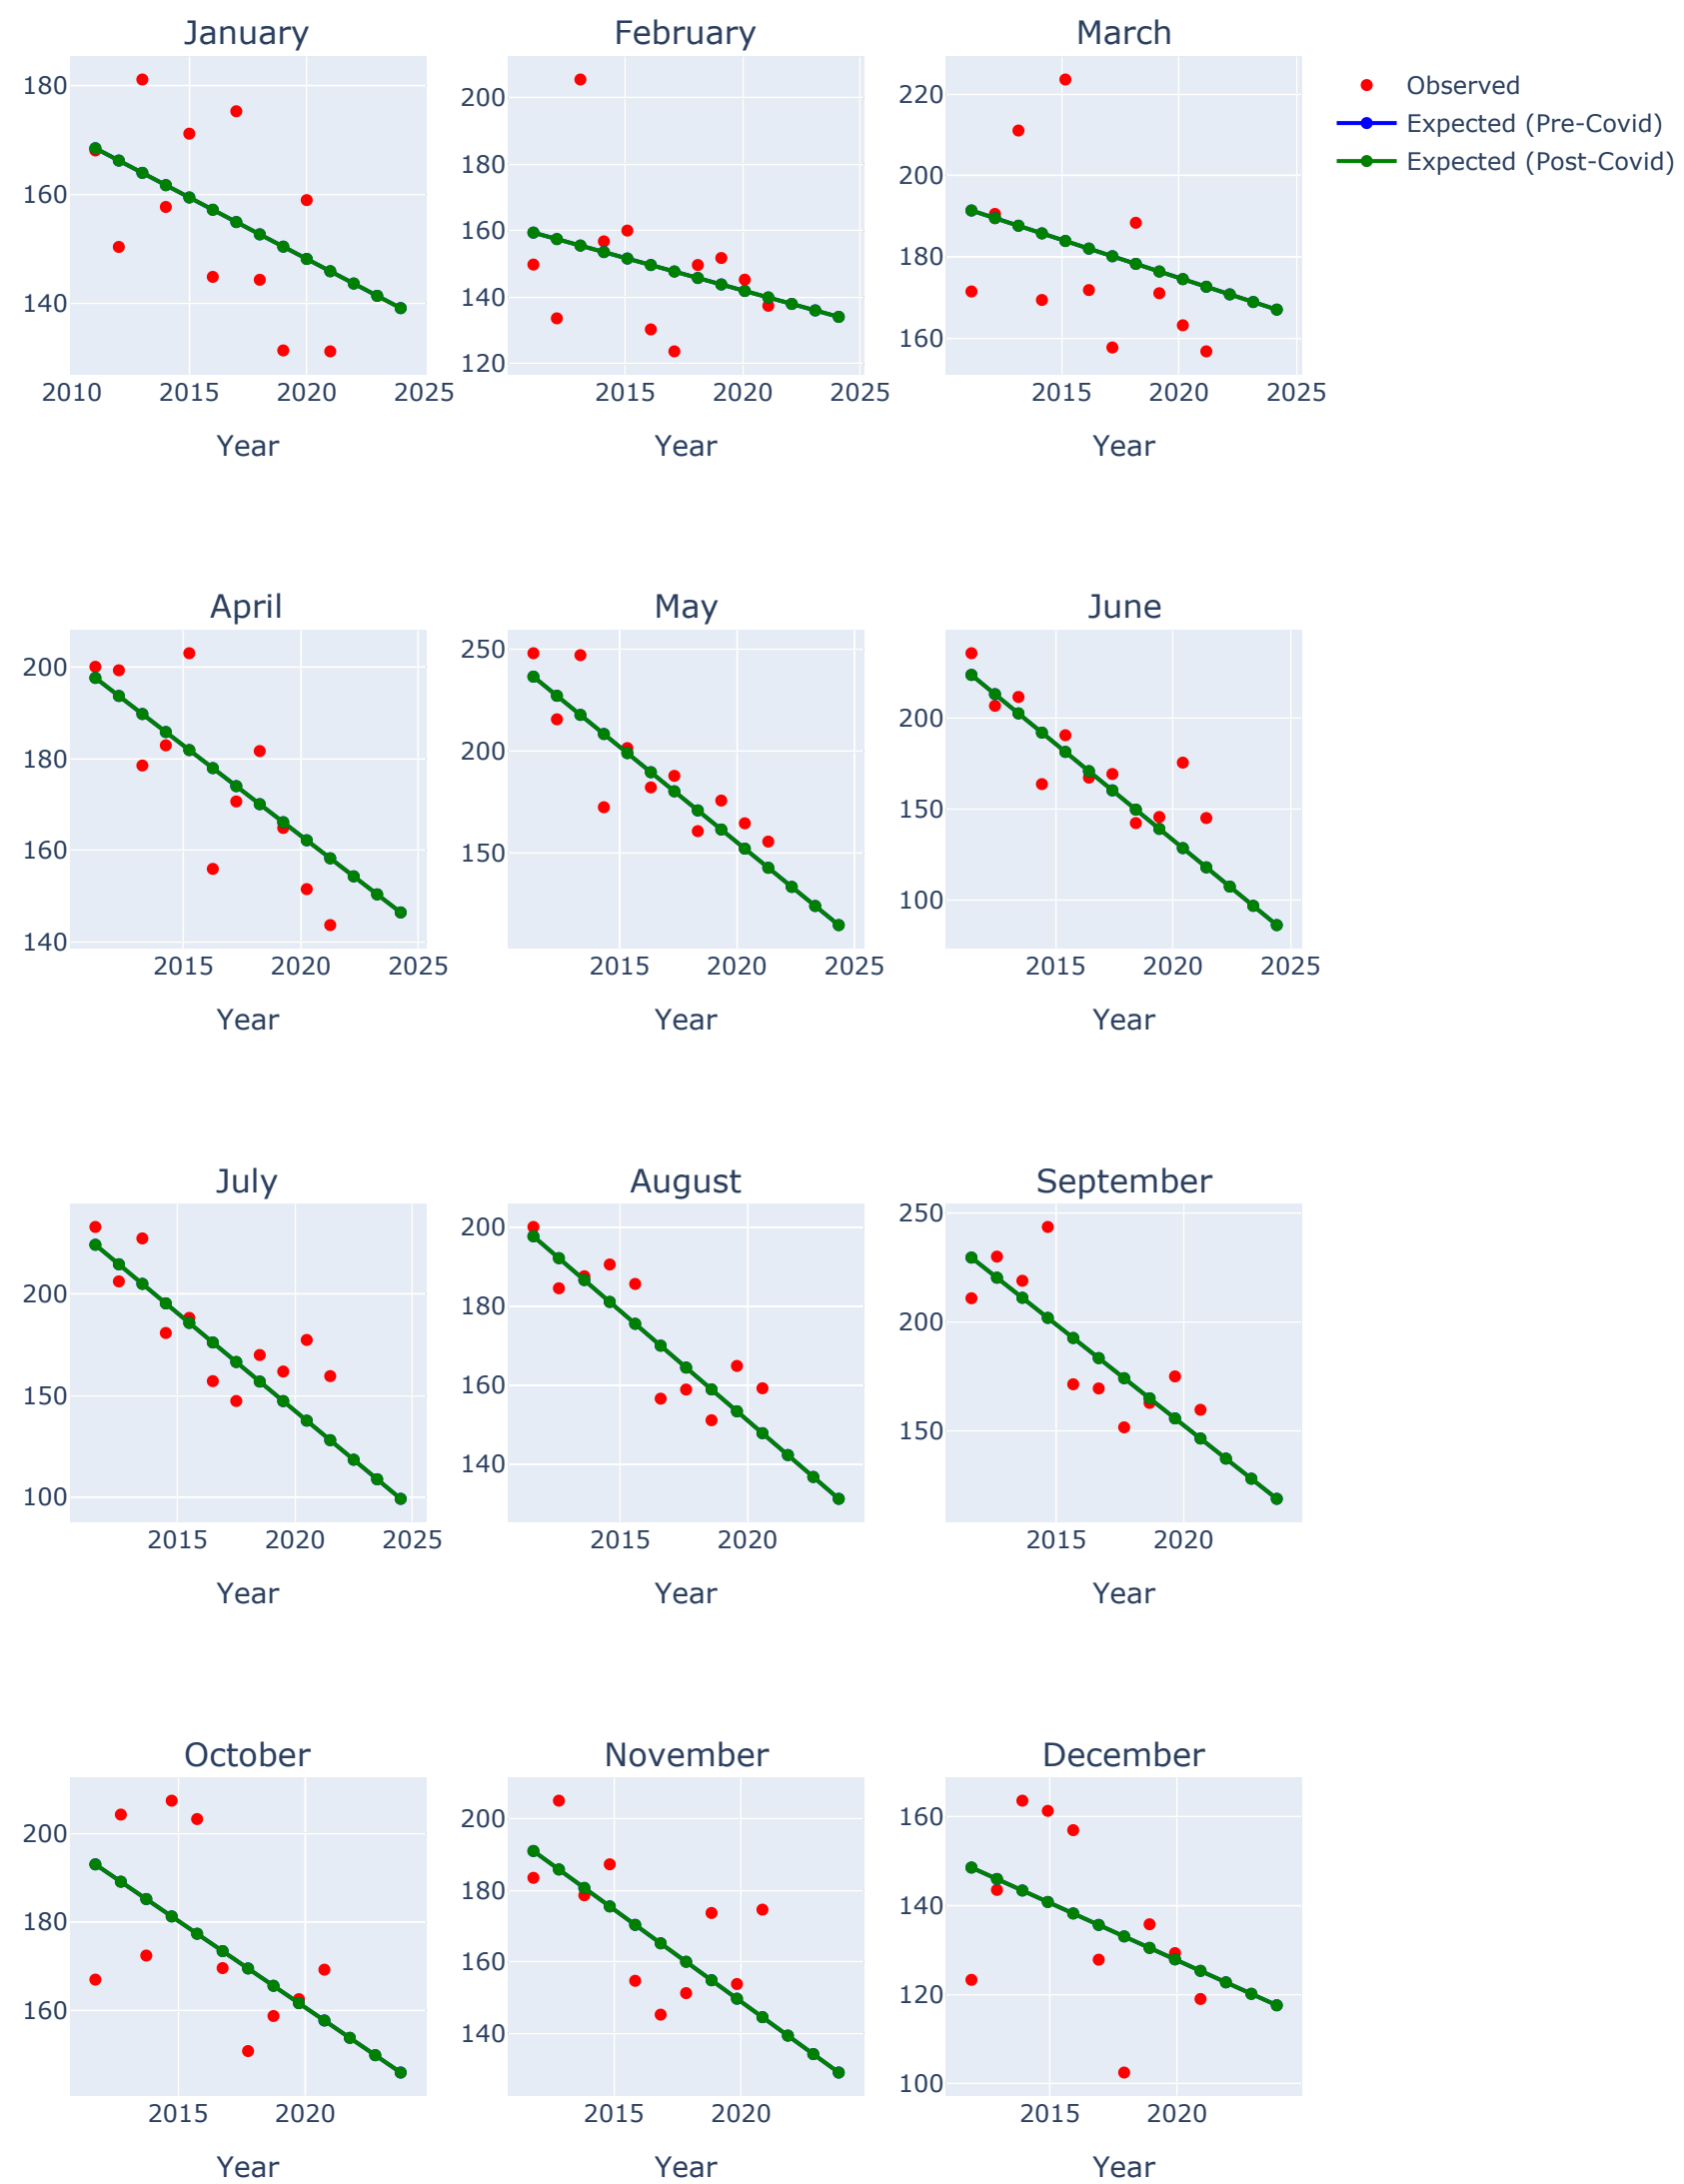 January
February
March
Observed
Expected (Pre-Covid)
Expected (Post-Covid)
180
160
140
2010 2015 2020 2025
Year
200
180
160
140
120
2015 2020 2025
Year
220
200
180
160
2015 2020 2025
Year
April
May
June
200
180
160
140
2015 2020 2025
Year
250
200
150
2015 2020 2025
Year
200
150
100
2015 2020 2025
Year
July
August
September
200
150
100
2015 2020 2025
Year
200
180
160
140
2015 2020
Year
250
200
150
2015 2020
Year
October
November
December
200
180
160
2015 2020
Year
200
180
160
140
2015 2020
Year
160
140
120
100
2015 2020
Year